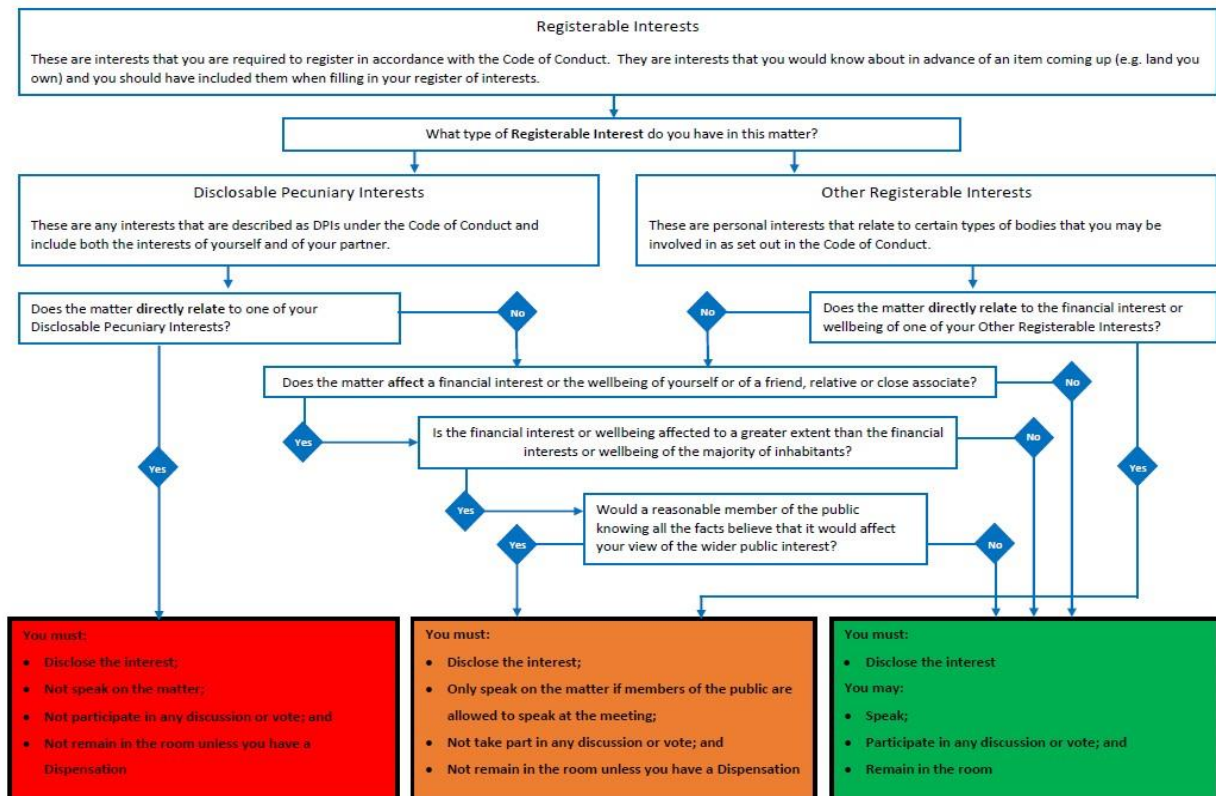 Registerable Interests
These are interests that you are required to register in accordance with the Code of Conduct. They are interests that you would know about in advance of an item coming up (e.g. land you
own) and you should have included them when filling in your register of interests.
What type of Registerable Interest do you have in this matter?
Disclosable Pecuniary Interests
These are any interests that are described as DPIs under the Code of Conduct and
include both the interests of yourself and of your partner.
Other Registerable Interests
These are personal interests that relate to certain types of bodies that you may be
involved in as set out in the Code of Conduct.
Does the matter directly relate to one of your
Disclosable Pecuniary Interests?
No
No
Does the matter directly relate to the financial interest or
wellbeing of one of your Other Registerable Interests?
Does the matter affect a financial interest or the wellbeing of yourself or of a friend, relative or close associate?
No
Yes
Is the financial interest or wellbeing affected to a greater extent than the financial
interests or wellbeing of the majority of inhabitants?
No
Yes
Yes
Yes
Would a reasonable member of the public
knowing all the facts believe that it would affect
your view of the wider public interest?
Yes
No
You must:
• Disclose the interest;
• Not speak on the matter;
• Not participate in any discussion or vote; and
• Not remain in the room unless you have a
Dispensation
You must:
• Disclose the interest;
• Only speak on the matter if members of the public are
allowed to speak at the meeting;
• Not take part in any discussion or vote; and
• Not remain in the room unless you have a Dispensation
You must:
• Disclose the interest
You may:
• Speak;
• Participate in any discussion or vote; and
• Remain in the room